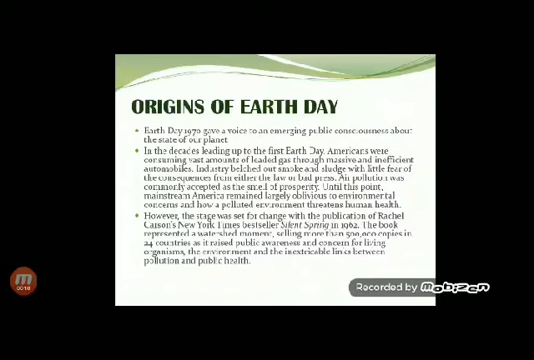 ORIGINS OF EARTH DAY
• Earth Day 1970 gave a voice to an emerging public consciousness about
the state of our planet
• In the decades leading up to the first Earth Day, Americans were
consuming vast amounts of leaded gas through massive and inefficient
automobiles. Industry belched out smoke and sludge with little fear of
the consequences from either the law or bad press. Air pollution was
commonly accepted as the smell of prosperity. Until this point,
mainstream America remained largely oblivious to environmental
concerns and how a polluted environment threatens human health.
• However, the stage was set for change with the publication of Rachel
Carson's New York Times bestseller Silent Spring in 1962. The book
represented a watershed moment, selling more than 500,000 copies in
24 countries as it raised public awareness and concern for living
organisms, the environment and the inextricable links between
pollution and public health.
Recorded by mobizen